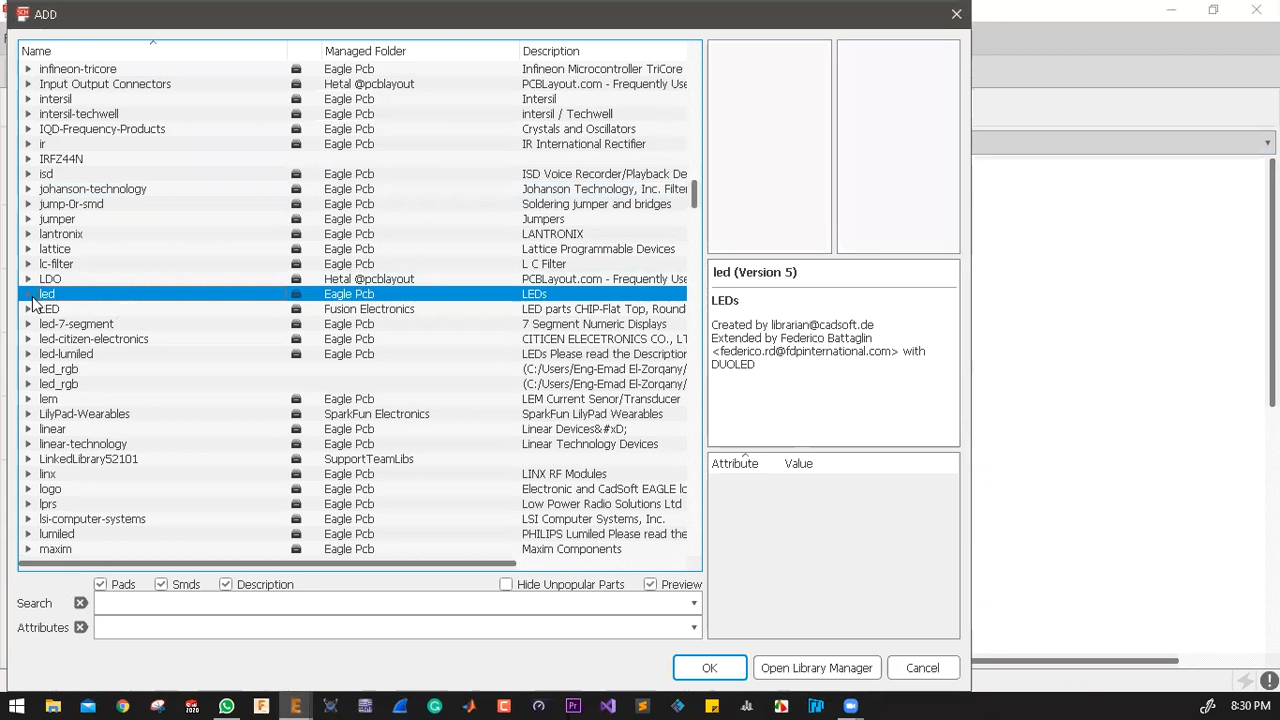 ADD
Name Managed Folder Description
infineon-tricore Eagle Pcb Infineon Microcontroller TriCore
Input Output Connectors Hetal @pcblayout PCBLayout.com - Frequently Use
intersil Eagle Pcb Intersil
intersil-techwell Eagle Pcb intersil / Techwell
IQD-Frequency-Products Eagle Pcb Crystals and Oscillators
ir Eagle Pcb IR International Rectifier
IRFZ44N
isd Eagle Pcb ISD Voice Recorder/Playback De
johanson-technology Eagle Pcb Johanson Technology, Inc. Filter
jump-0r-smd Eagle Pcb Soldering jumper and bridges
jumper Eagle Pcb Jumpers
lantronix Eagle Pcb LANTRONIX
lattice Eagle Pcb Lattice Programmable Devices
lc-filter Eagle Pcb L C Filter
LDO Hetal @pcblayout PCBLayout.com - Frequently Use
led Eagle Pcb LEDs
LED Fusion Electronics LED parts CHIP-Flat Top, Round
led-7-segment Eagle Pcb 7 Segment Numeric Displays
led-citizen-electronics Eagle Pcb CITIZEN ELECETRONICS CO., LT
led-lumiled Eagle Pcb LEDs Please read the Description
led_rgb (C:/Users/Eng-Emad El-Zorqany/
led_rgb (C:/Users/Eng-Emad El-Zorqany/
lem Eagle Pcb LEM Current Senor/Transducer
LilyPad-Wearables SparkFun Electronics SparkFun LilyPad Wearables
linear Eagle Pcb Linear Devices&#xD;
linear-technology Eagle Pcb Linear Technology Devices
LinkedLibrary52101 SupportTeamLibs
linx Eagle Pcb LINX RF Modules
logo Eagle Pcb Electronic and CadSoft EAGLE lo
lprs Eagle Pcb Low Power Radio Solutions Ltd
lsi-computer-systems Eagle Pcb LSI Computer Systems, Inc.
lumiled Eagle Pcb PHILIPS Lumiled Please read the
maxim Eagle Pcb Maxim Components
led (Version 5)
LEDs
Created by librarian@cadsoft.de
Extended by Federico Battaglin
<federico.rd@fdpinternational.com> with
DUOLED
Attribute Value
Pads Smds Description Hide Unpopular Parts Preview
Search
Attributes
OK Open Library Manager Cancel
8:30 PM